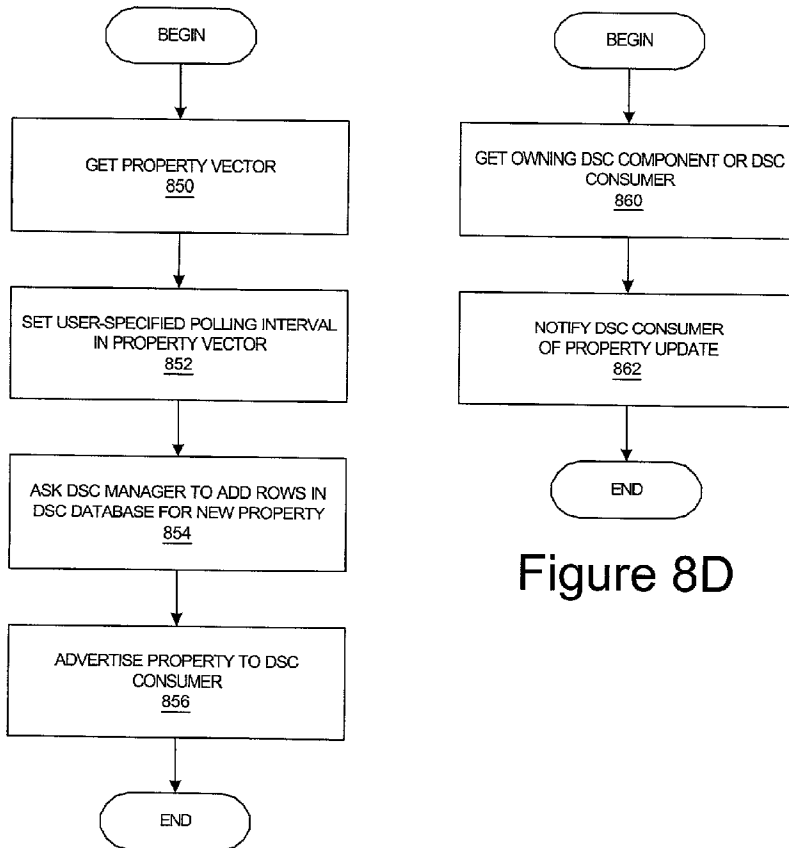 BEGIN
GET PROPERTY VECTOR
850
SET USER-SPECIFIED POLLING INTERVAL
IN PROPERTY VECTOR
852
ASK DSC MANAGER TO ADD ROWS IN
DSC DATABASE FOR NEW PROPERTY
854
ADVERTISE PROPERTY TO DSC
CONSUMER
856
END
BEGIN
GET OWNING DSC COMPONENT OR DSC
CONSUMER
860
NOTIFY DSC CONSUMER
OF PROPERTY UPDATE
862
END
Figure 8D